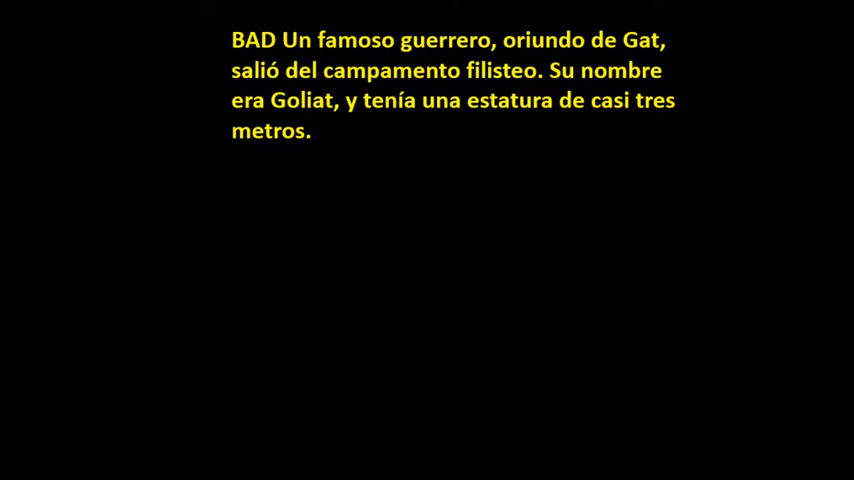 BAD Un famoso guerrero, oriundo de Gat,
salió del campamento filisteo. Su nombre
era Goliat, y tenía una estatura de casi tres
metros.